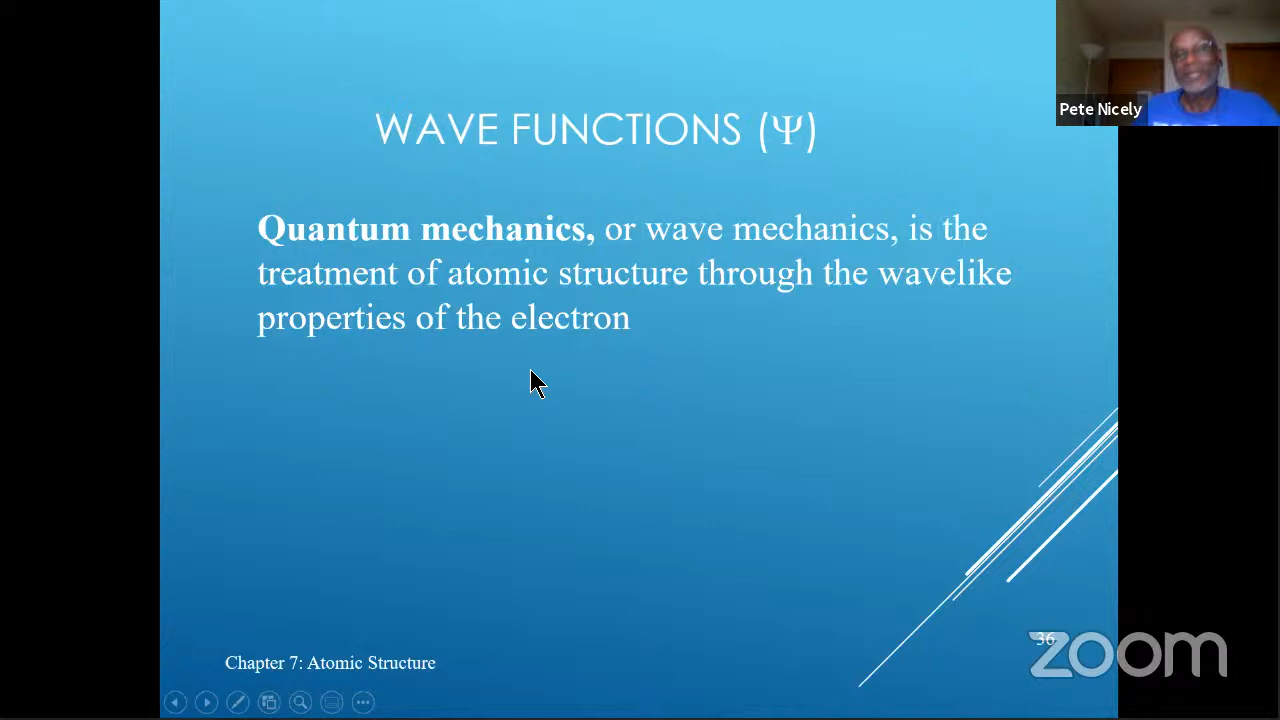 WAVE FUNCTIONS (Ψ)
Pete Nicely
Quantum mechanics, or wave mechanics, is the
treatment of atomic structure through the wavelike
properties of the electron
36
zoom
Chapter 7: Atomic Structure